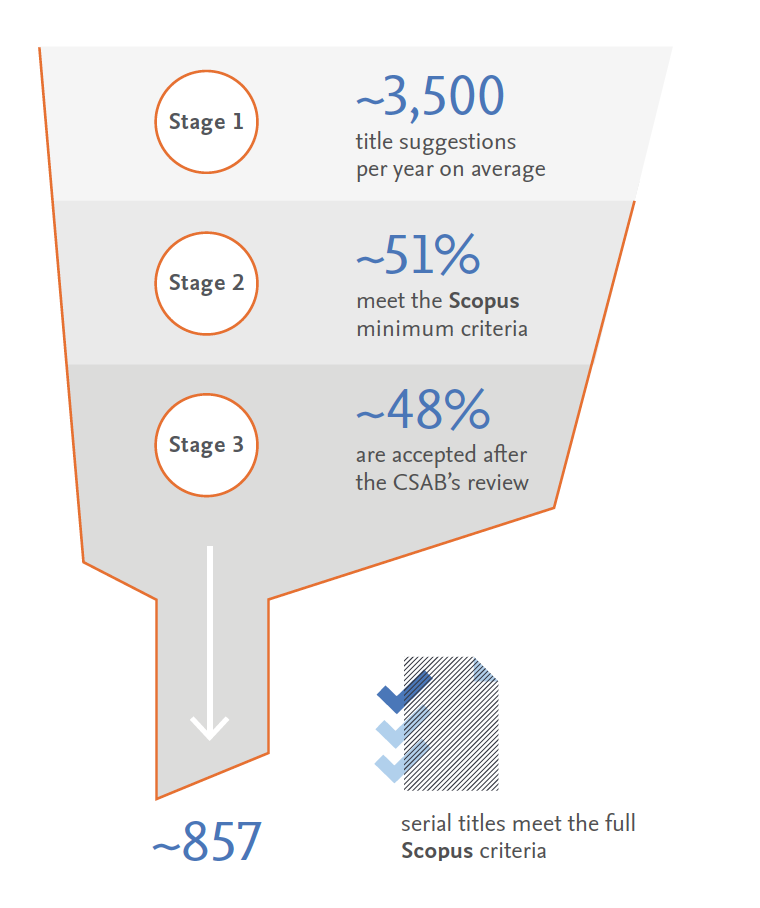 Stage 1
~3,500
title suggestions
per year on average
Stage 2
~51%
meet the Scopus
minimum criteria
Stage 3
~48%
are accepted after
the CSAB’s review
~857
serial titles meet the full
Scopus criteria